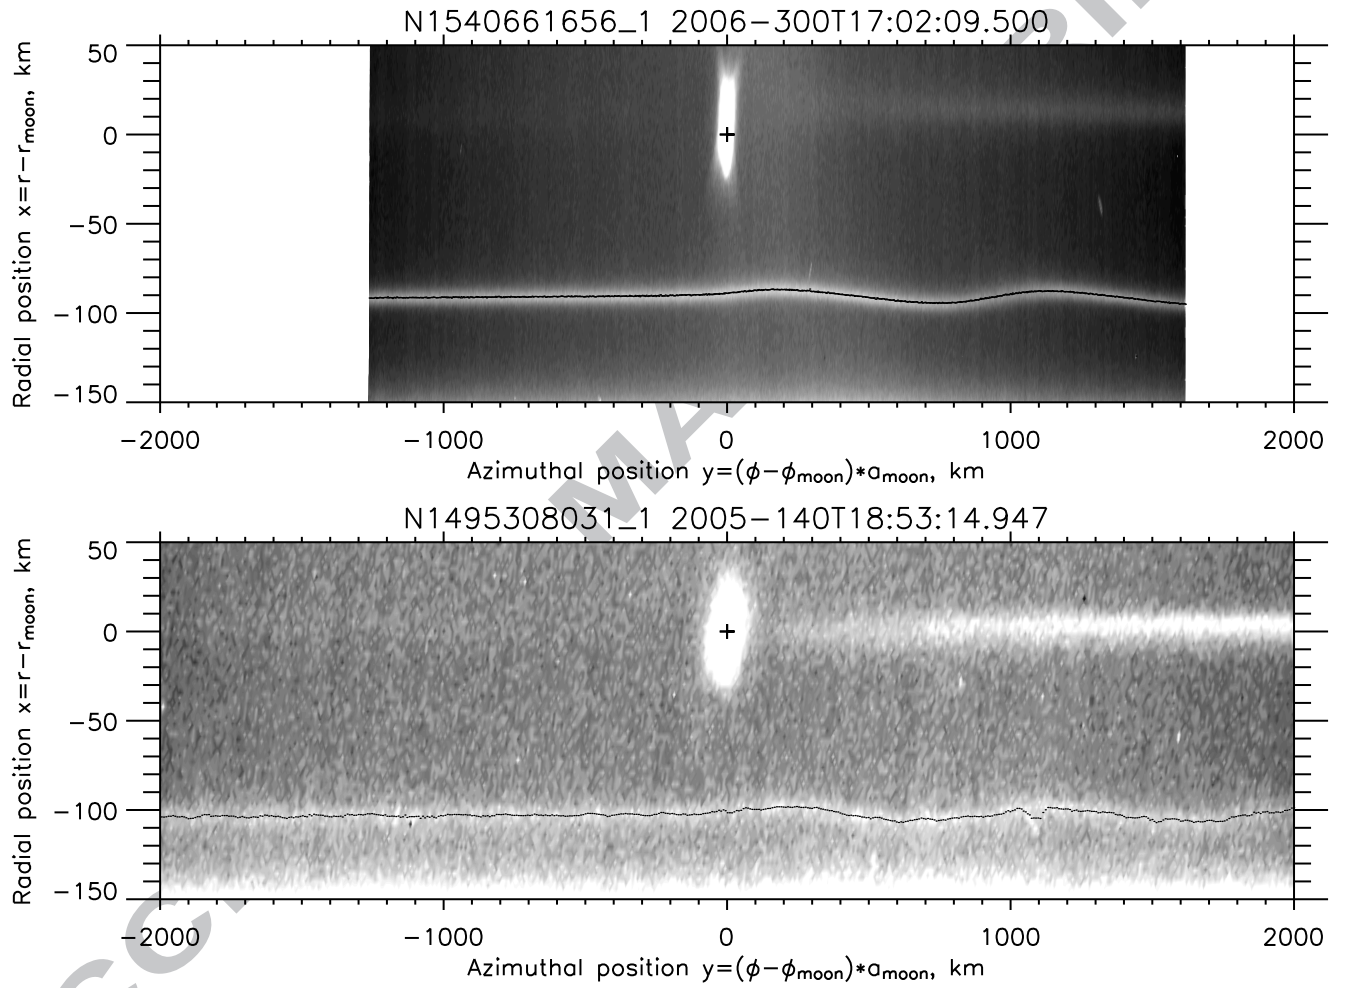 N1540661656_1 2006-300T17:02:09.500
50
0
-50
-100
-150
Radial position x=r-r_moon, km
-2000 -1000 0 1000 2000
Azimuthal position y=(ϕ-ϕ_moon)*a_moon, km
N1495308031_1 2005-140T18:53:14.947
50
0
-50
-100
-150
Radial position x=r-r_moon, km
-2000 -1000 0 1000 2000
Azimuthal position y=(ϕ-ϕ_moon)*a_moon, km